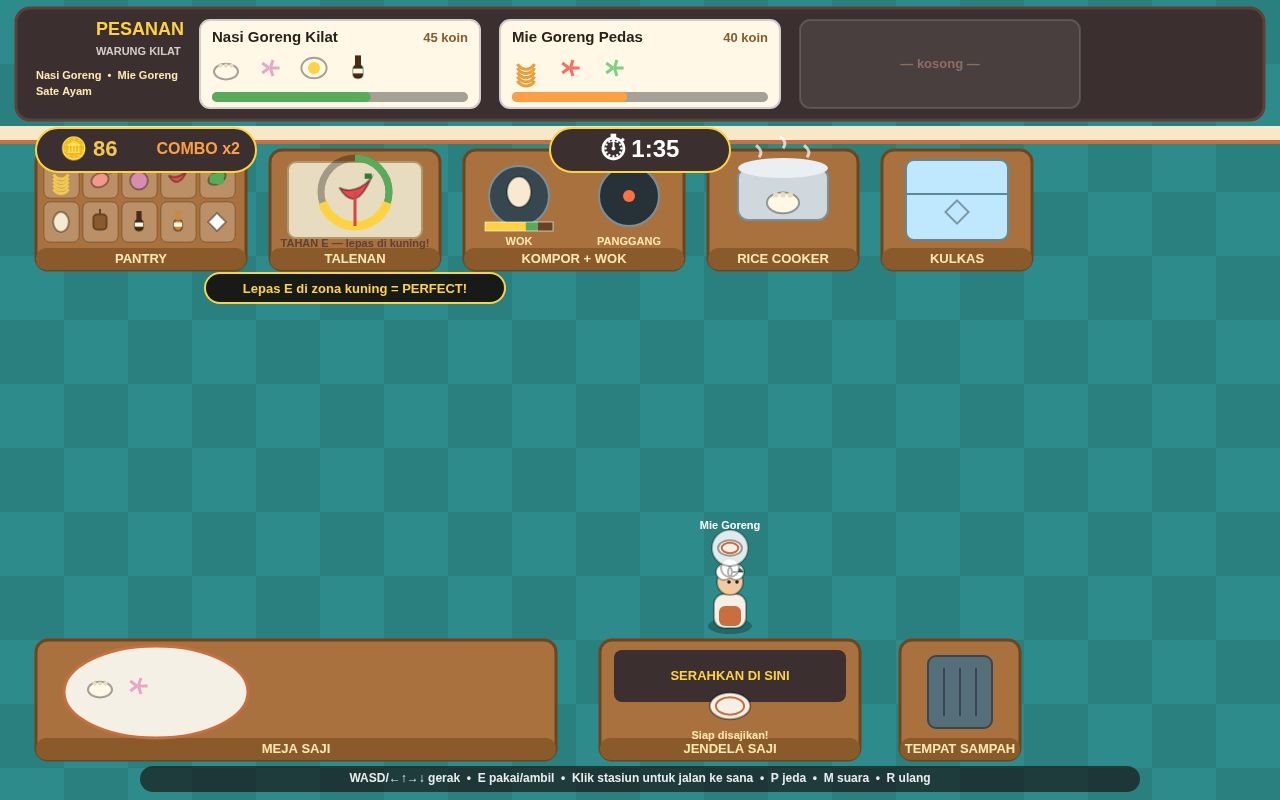 PESANAN
WARUNG KILAT
Nasi Goreng • Mie Goreng
Sate Ayam
Nasi Goreng Kilat 45 koin
Mie Goreng Pedas 40 koin
— kosong —
86 COMBO x2
1:35
TAHAN E — lepas di kuning!
WOK PANGGANG
PANTRY TALENAN KOMPOR + WOK RICE COOKER KULKAS
Lepas E di zona kuning = PERFECT!
Mie Goreng
SERAHKAN DI SINI
Siap disajikan!
MEJA SAJI JENDELA SAJI TEMPAT SAMPAH
WASD/←↑→↓ gerak • E pakai/ambil • Klik stasiun untuk jalan ke sana • P jeda • M suara • R ulang